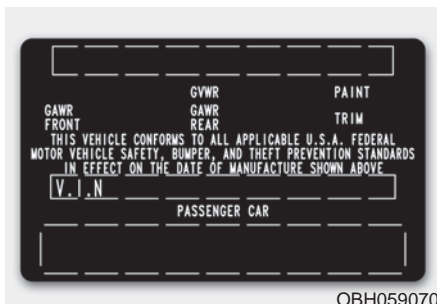 GVWR PAINT
GAWR FRONT GAWR REAR TRIM
THIS VEHICLE CONFORMS TO ALL APPLICABLE U.S.A. FEDERAL
MOTOR VEHICLE SAFETY, BUMPER, AND THEFT PREVENTION STANDARDS
IN EFFECT ON THE DATE OF MANUFACTURE SHOWN ABOVE
V.I.N
PASSENGER CAR
OBH059070